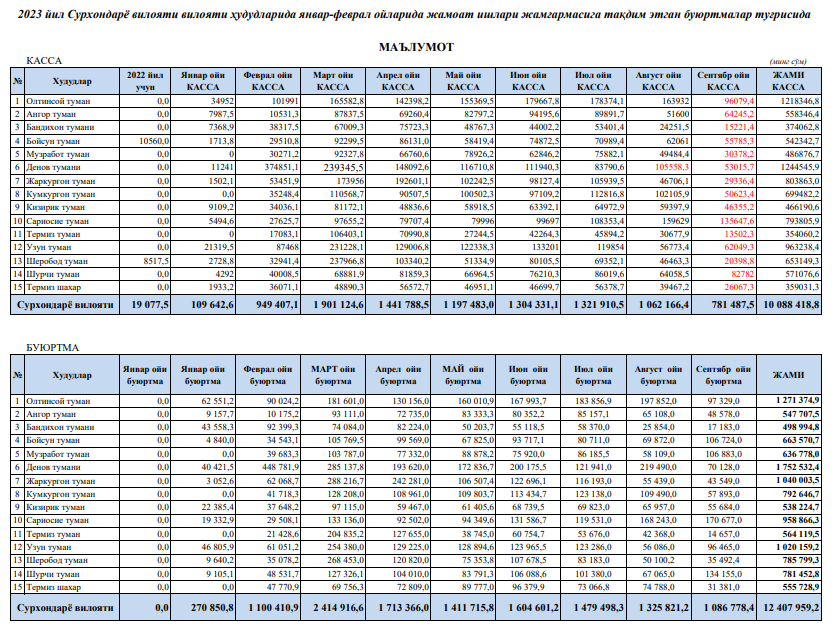 2023 йил Сурхондарё вилояти вилояти худудларида январ-феврал ойларида жамоат ишлари жамгармасига тақдим этган буюртмалар тугрисида
МАЪЛУМОТ
КАССА (минг сўм)
№ Худудлар 2022 йил учун Январ ойи КАССА Феврал ойи КАССА Март ойи КАССА Апрел ойи КАССА Май ойи КАССА Июн ойи КАССА Июл ойи КАССА Август ойи КАССА Сентябр ойи КАССА ЖАМИ КАССА
1 Олтинсой туман 0,0 34952 101991 165582,8 142398,2 155369,5 179667,8 178374,1 163932 96079,4 1218346,8
2 Ангор туман 0,0 7987,5 10531,3 87837,5 69260,4 82797,2 94195,6 89891,7 51600 64245,2 558346,4
3 Бандихон тумани 0,0 7368,9 38317,5 67009,3 75723,3 48767,3 44002,2 53401,4 24251,5 15221,4 374062,8
4 Бойсун туман 10560,0 1713,8 29510,8 92299,5 86131,0 58419,4 74872,5 70989,4 62061 55785,3 542342,7
5 Музработ туман 0,0 0 30271,2 92327,8 66760,6 78926,2 62846,2 75882,1 49484,4 30378,2 486876,7
6 Денов тумани 0,0 11241 374851,1 239345,5 148092,6 116710,8 111940,3 83790,6 105558,3 53015,7 1244545,9
7 Жаркургон туман 0,0 1502,1 53451,9 173956 192601,1 102242,5 98127,4 105939,5 46706,1 29336,4 803863,0
8 Кумкургон туман 0,0 0,0 35248,4 110568,7 90507,5 100502,3 97109,2 112816,8 102105,9 50623,4 699482,2
9 Кизирик туман 0,0 9109,2 34036,1 81172,1 48836,6 58918,5 63392,1 64972,9 59397,9 46355,2 466190,6
10 Сариосие туман 0,0 5494,6 27625,7 97655,2 79707,4 79996 99697 108353,4 159629 135647,6 793805,9
11 Термиз туман 0,0 0 17083,1 106403,1 70990,8 27244,5 42264,3 45894,2 30677,9 13502,3 354060,2
12 Узун туман 0,0 21319,5 87468 231228,1 129006,8 122338,3 133201 119854 56773,4 62049,3 963238,4
13 Шеробод туман 8517,5 2728,8 32941,4 237966,8 103340,2 51334,9 80105,5 69352,1 46463,3 20398,8 653149,3
14 Шурчи туман 0,0 4292 40008,5 68881,9 81859,3 66964,5 76210,3 86019,6 64058,5 82782 571076,6
15 Термиз шахар 0,0 1933,2 36071,1 48890,3 56572,7 46951,1 46699,7 56378,7 39467,2 26067,3 359031,3
Сурхондарё вилояти 19 077,5 109 642,6 949 407,1 1 901 124,6 1 441 788,5 1 197 483,0 1 304 331,1 1 321 910,5 1 062 166,4 781 487,5 10 088 418,8
БУЮРТМА
№ Худудлар Январ ойи буюртма Январ ойи буюртма Феврал ойи буюртма МАРТ ойи буюртма Апрел ойи буюртма МАЙ ойи буюртма Июн ойи буюртма Июл ойи буюртма Август ойи буюртма Сентябр ойи буюртма ЖАМИ
1 Олтинсой туман 0,0 62 551,2 90 024,2 181 601,0 130 156,0 160 010,9 167 993,7 183 856,9 197 852,0 97 329,0 1 271 374,9
2 Ангор туман 0,0 9 157,7 10 175,2 93 111,0 72 735,0 83 333,3 80 352,2 85 157,1 65 108,0 48 578,0 547 707,5
3 Бандихон тумани 0,0 43 558,3 92 399,3 74 084,0 82 224,0 50 203,7 55 118,5 58 370,0 25 854,0 17 183,0 498 994,8
4 Бойсун туман 0,0 4 840,0 34 543,1 105 769,5 99 569,0 67 825,0 93 717,1 80 711,0 69 872,0 106 724,0 663 570,7
5 Музработ туман 0,0 0,0 39 683,3 103 787,0 77 332,0 88 878,2 75 920,0 86 185,5 58 109,0 106 883,0 636 778,0
6 Денов тумани 0,0 40 421,5 448 781,9 285 137,8 193 620,0 172 836,7 200 175,5 121 941,0 219 490,0 70 128,0 1 752 532,4
7 Жаркургон туман 0,0 3 052,6 62 068,7 288 216,7 242 281,0 106 507,4 122 696,1 116 193,0 55 439,0 43 549,0 1 040 003,5
8 Кумкургон туман 0,0 0,0 41 718,3 128 208,0 108 961,0 109 803,7 113 434,7 123 138,0 109 490,0 57 893,0 792 646,7
9 Кизирик туман 0,0 22 385,4 37 648,2 97 115,0 59 467,0 61 405,6 68 739,5 69 823,0 65 957,0 55 684,0 538 224,7
10 Сариосие туман 0,0 19 332,9 29 508,1 133 136,0 92 502,0 94 349,6 131 586,7 119 531,0 168 243,0 170 677,0 958 866,3
11 Термиз туман 0,0 0,0 21 428,6 204 835,2 127 655,0 38 745,0 60 754,7 53 676,0 42 368,0 14 657,0 564 119,5
12 Узун туман 0,0 46 805,9 61 051,2 254 380,0 129 225,0 128 894,6 123 965,5 123 286,0 56 086,0 96 465,0 1 020 159,2
13 Шеробод туман 0,0 9 640,2 35 078,2 268 453,0 120 820,0 75 353,8 107 678,5 83 183,0 50 100,2 35 492,4 785 799,3
14 Шурчи туман 0,0 9 105,1 48 531,7 127 326,1 104 010,0 83 791,3 106 088,6 101 380,0 67 065,0 134 155,0 781 452,8
15 Термез шахар 0,0 0,0 47 770,9 69 756,3 72 809,0 89 777,0 96 379,9 73 066,8 74 788,0 31 381,0 555 728,9
Сурхондарё вилояти 0,0 270 850,8 1 100 410,9 2 414 916,6 1 713 366,0 1 411 715,8 1 604 601,2 1 479 498,3 1 325 821,2 1 086 778,4 12 407 959,2